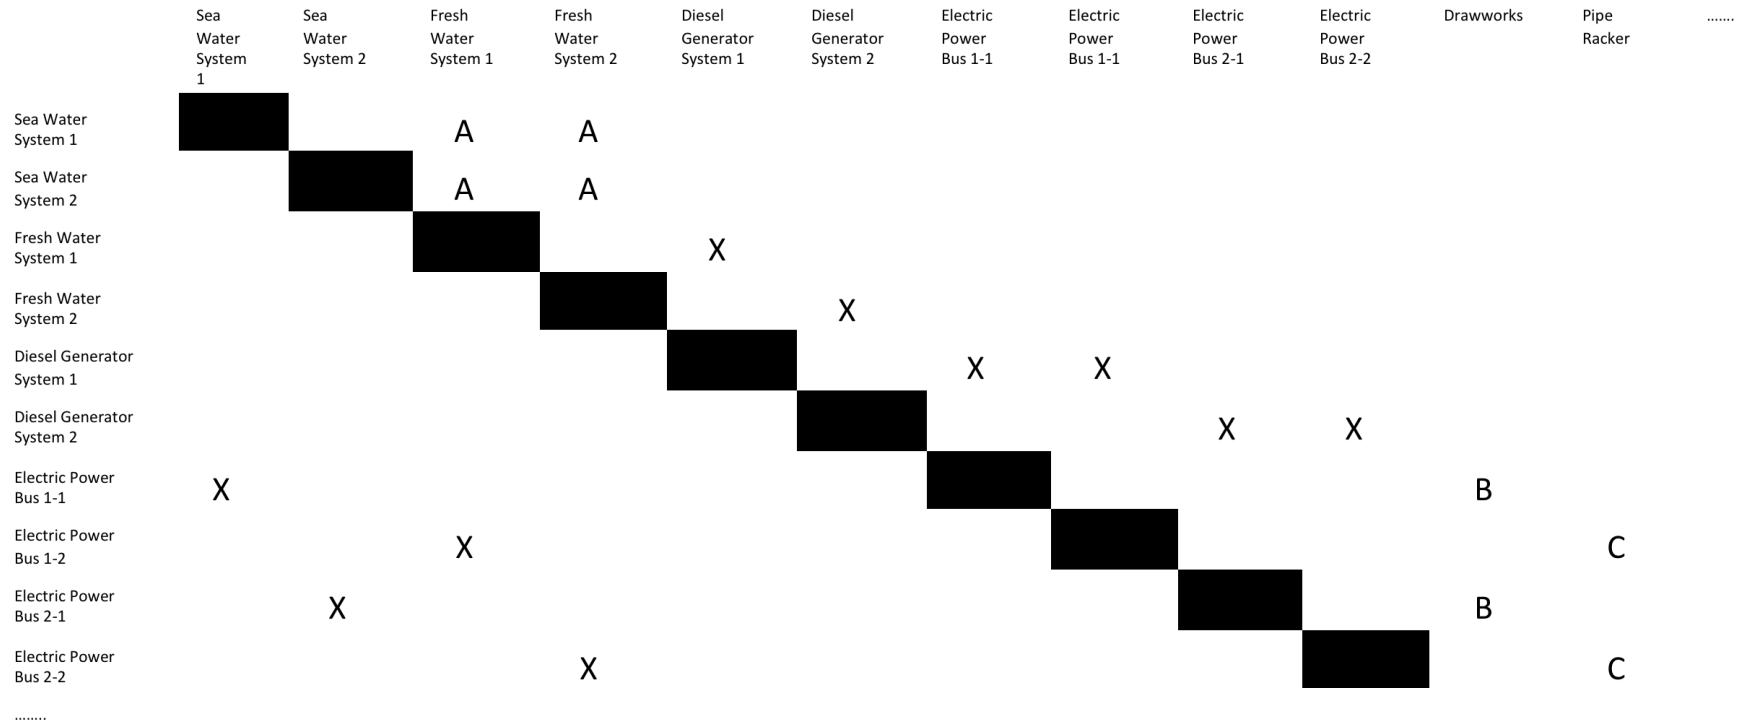 Sea Sea Fresh Fresh Diesel Diesel Electric Electric Electric Electric Drawworks Pipe .......
Water Water Water Water Generator Generator Power Power Power Power Racker
System System 2 System 1 System 2 System 1 System 2 Bus 1-1 Bus 1-1 Bus 2-1 Bus 2-2
1
Sea Water
System 1
A A
Sea Water
System 2
A A
Fresh Water
System 1
X
Fresh Water
System 2
X
Diesel Generator
System 1
X X
Diesel Generator
System 2
X X
Electric Power
Bus 1-1
X B
Electric Power
Bus 1-2
X C
Electric Power
Bus 2-1
X B
Electric Power
Bus 2-2
X C
........